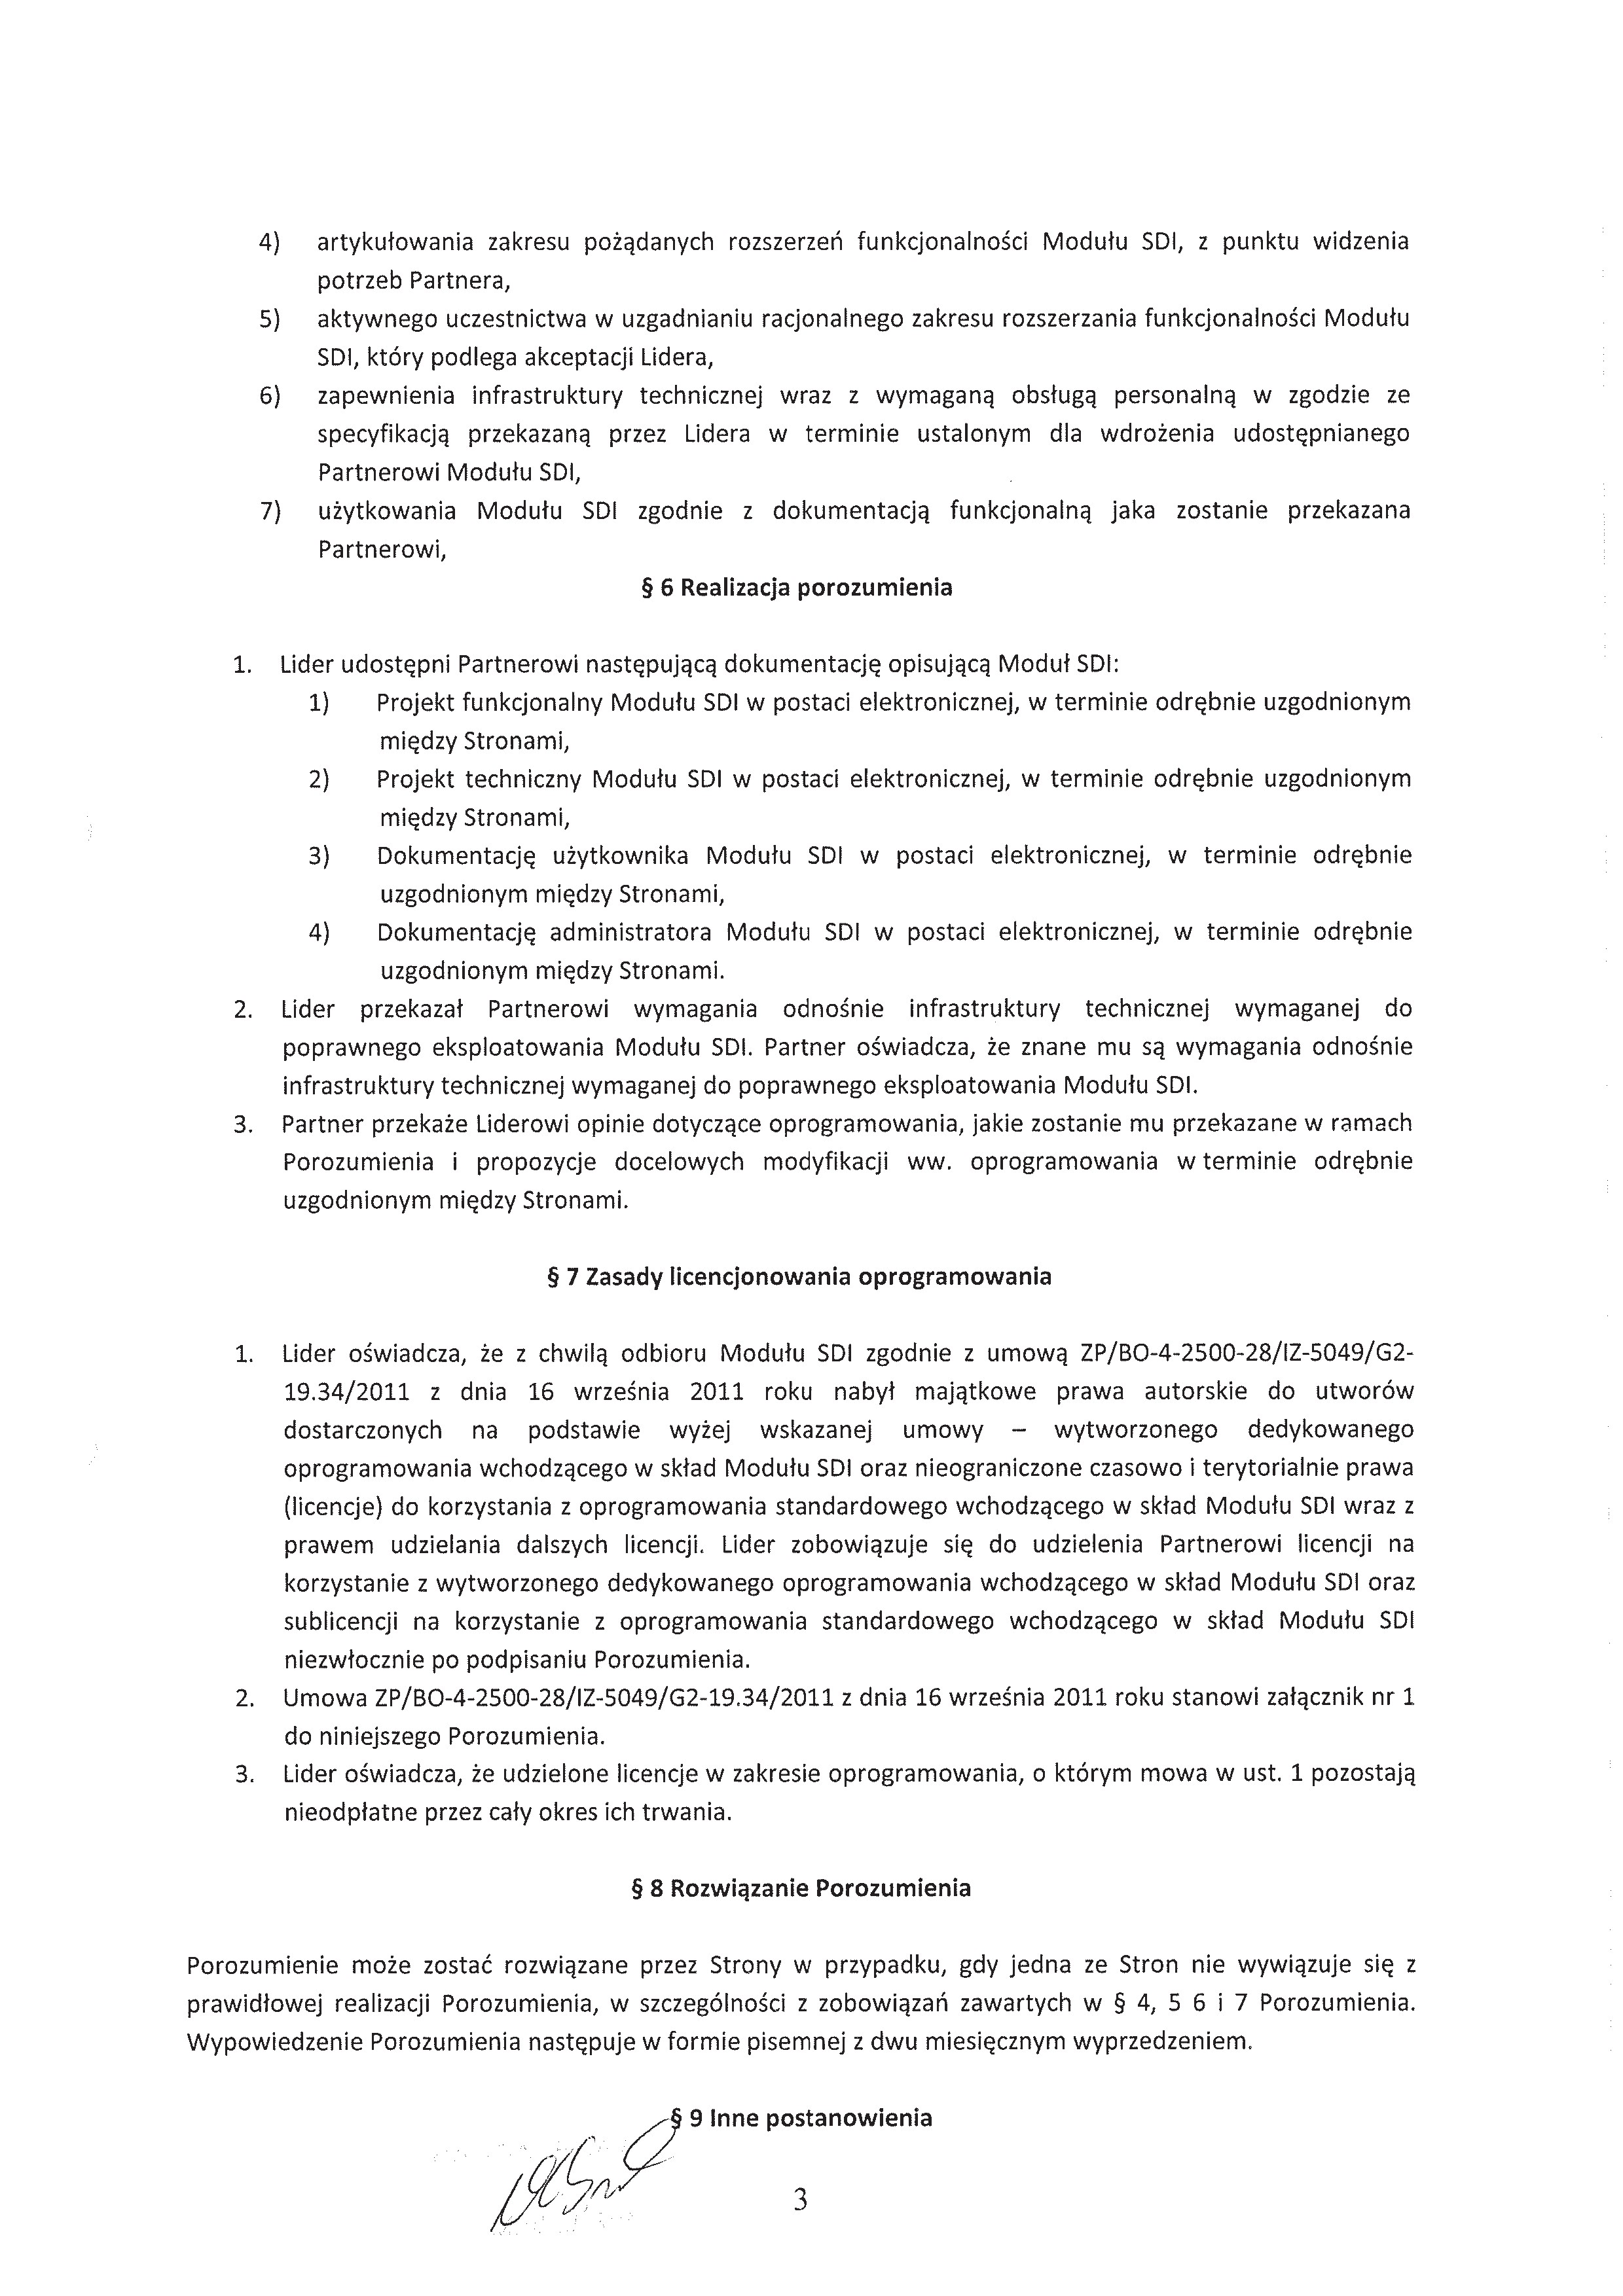 4) artykułowania zakresu pożądanych rozszerzeń funkcjonalności Modułu SDI, z punktu widzenia
potrzeb Partnera,
5) aktywnego uczestnictwa w uzgadnianiu racjonalnego zakresu rozszerzania funkcjonalności Modułu
SDI, który podlega akceptacji Lidera,
6) zapewnienia infrastruktury technicznej wraz z wymaganą obsługą personalną w zgodzie ze
specyfikacją przekazaną przez Lidera w terminie ustalonym dla wdrożenia udostępnianego
Partnerowi Modułu SDI,
7) użytkowania Modułu SDI zgodnie z dokumentacją funkcjonalną jaka zostanie przekazana
Partnerowi,
§ 6 Realizacja porozumienia
1. Lider udostępni Partnerowi następującą dokumentację opisującą Moduł SDI:
1) Projekt funkcjonalny Modułu SDI w postaci elektronicznej, w terminie odrębnie uzgodnionym
między Stronami,
2) Projekt techniczny Modułu SDI w postaci elektronicznej, w terminie odrębnie uzgodnionym
między Stronami,
3) Dokumentację użytkownika Modułu SDI w postaci elektronicznej, w terminie odrębnie
uzgodnionym między Stronami,
4) Dokumentację administratora Modułu SDI w postaci elektronicznej, w terminie odrębnie
uzgodnionym między Stronami.
2. Lider przekazał Partnerowi wymagania odnośnie infrastruktury technicznej wymaganej do
poprawnego eksploatowania Modułu SDI. Partner oświadcza, że znane mu są wymagania odnośnie
infrastruktury technicznej wymaganej do poprawnego eksploatowania Modułu SDI.
3. Partner przekaże Liderowi opinie dotyczące oprogramowania, jakie zostanie mu przekazane w ramach
Porozumienia i propozycje docelowych modyfikacji ww. oprogramowania w terminie odrębnie
uzgodnionym między Stronami.
§ 7 Zasady licencjonowania oprogramowania
1. Lider oświadcza, że z chwilą odbioru Modułu SDI zgodnie z umową ZP/BO-4-2500-28/IZ-5049/G2-
19.34/2011 z dnia 16 września 2011 roku nabył majątkowe prawa autorskie do utworów
dostarczonych na podstawie wyżej wskazanej umowy – wytworzonego dedykowanego
oprogramowania wchodzącego w skład Modułu SDI oraz nieograniczone czasowo i terytorialnie prawa
(licencje) do korzystania z oprogramowania standardowego wchodzącego w skład Modułu SDI wraz z
prawem udzielania dalszych licencji. Lider zobowiązuje się do udzielenia Partnerowi licencji na
korzystanie z wytworzonego dedykowanego oprogramowania wchodzącego w skład Modułu SDI oraz
sublicencji na korzystanie z oprogramowania standardowego wchodzącego w skład Modułu SDI
niezwłocznie po podpisaniu Porozumienia.
2. Umowa ZP/BO-4-2500-28/IZ-5049/G2-19.34/2011 z dnia 16 września 2011 roku stanowi załącznik nr 1
do niniejszego Porozumienia.
3. Lider oświadcza, że udzielone licencje w zakresie oprogramowania, o którym mowa w ust. 1 pozostają
nieodpłatne przez cały okres ich trwania.
§ 8 Rozwiązanie Porozumienia
Porozumienie może zostać rozwiązane przez Strony w przypadku, gdy jedna ze Stron nie wywiązuje się z
prawidłowej realizacji Porozumienia, w szczególności z zobowiązań zawartych w § 4, 5 6 i 7 Porozumienia.
Wypowiedzenie Porozumienia następuje w formie pisemnej z dwu miesięcznym wyprzedzeniem.
§ 9 Inne postanowienia
3